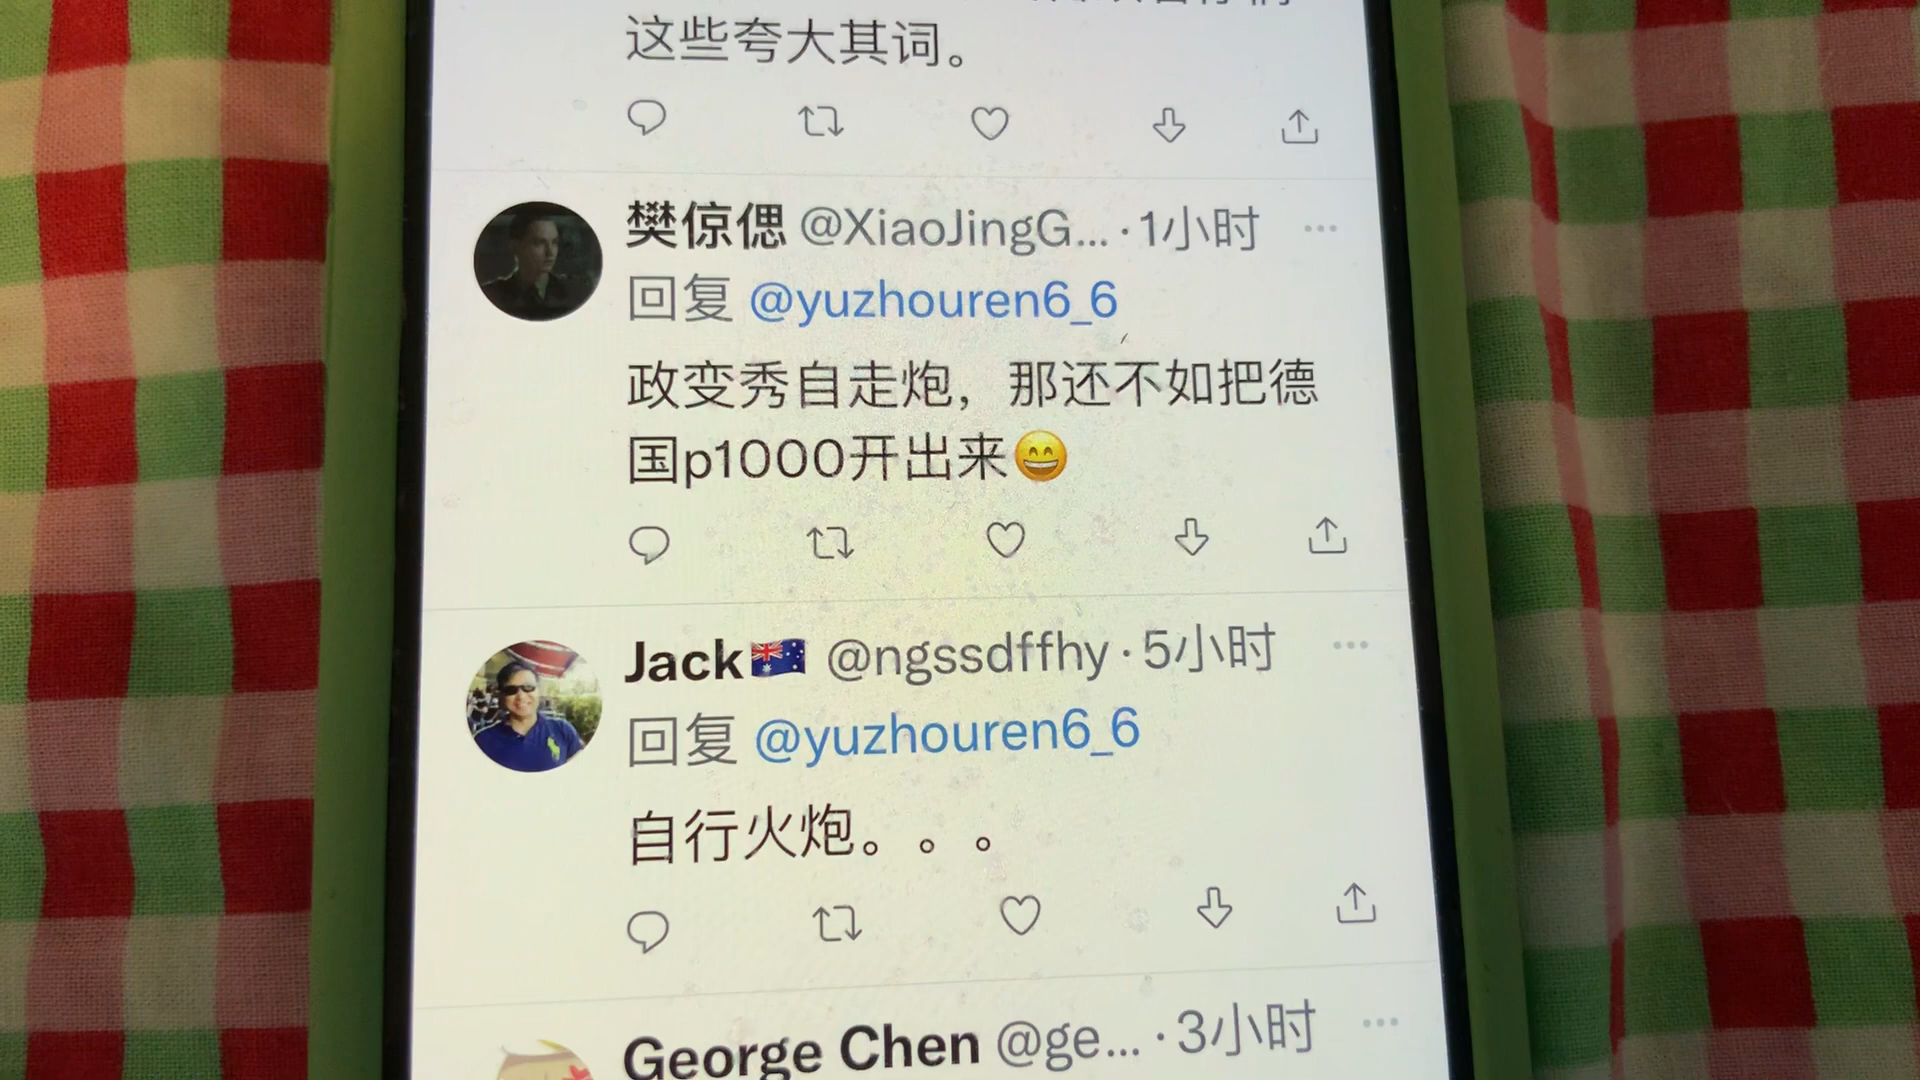 这些夸大其词。
樊倞偲 @XiaoJingG... · 1小时
回复 @yuzhouren6_6
政变秀自走炮，那还不如把德
国p1000开出来😄
Jack🇦🇺 @ngssdffhy · 5小时
回复 @yuzhouren6_6
自行火炮。。。
George Chen @ge... · 3小时